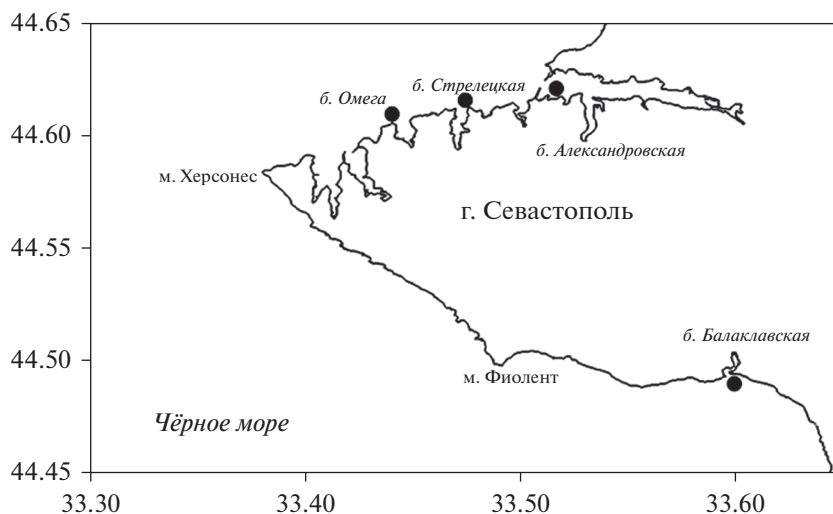 44.65
б. Стрелецкая
б. Омега
44.60
б. Александровская
м. Херсонес
г. Севастополь
44.55
б. Балаклавская
44.50
м. Фиолент
Чёрное море
44.45
33.30 33.40 33.50 33.60